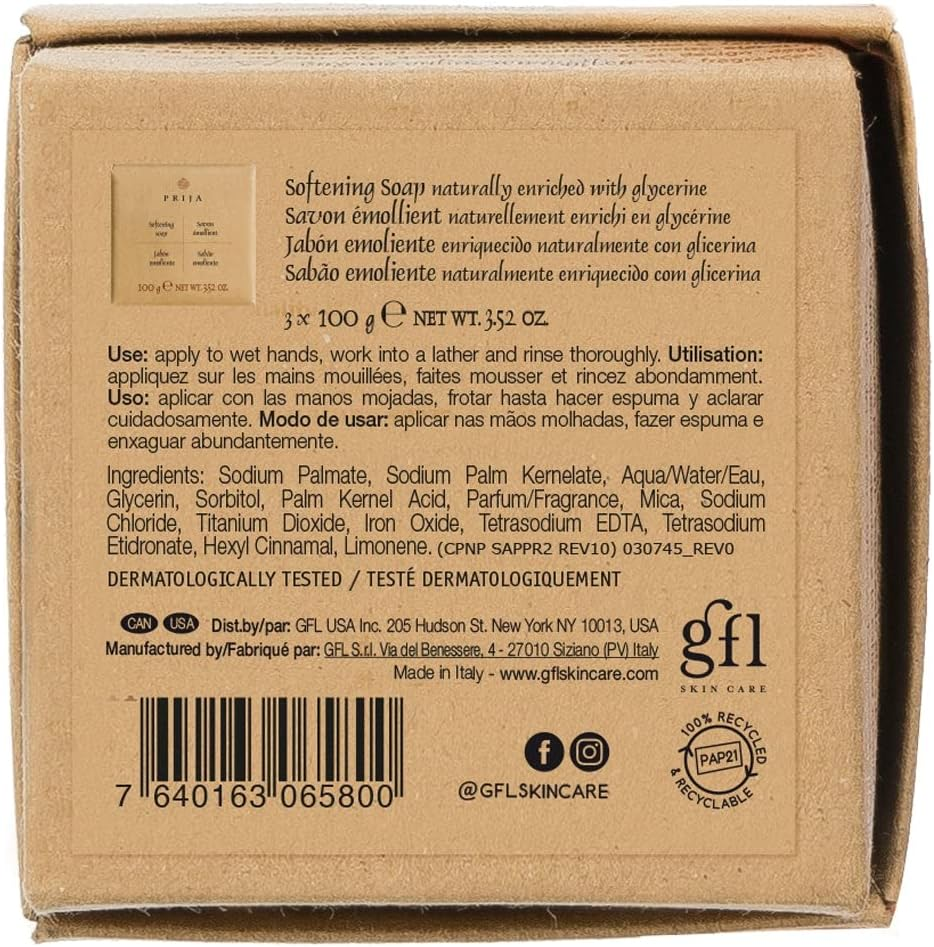 PRIJA
Softening soap
Savon émollient
Jabón emoliente
Sabão emoliente
100 g ℮ NET WT. 3.52 OZ.
Softening Soap naturally enriched with glycerine
Savon émollient naturellement enrichi en glycérine
Jabón emoliente enriquecido naturalmente con glicerina
Sabão emoliente naturalmente enriquecido com glicerina
3 x 100 g ℮ NET WT. 3.52 OZ.
Use: apply to wet hands, work into a lather and rinse thoroughly. Utilisation:
appliquez sur les mains mouillées, faites mousser et rincez abondamment.
Uso: aplicar con las manos mojadas, frotar hasta hacer espuma y aclarar
cuidadosamente. Modo de usar: aplicar nas mãos molhadas, fazer espuma e
enxaguar abundantemente.
Ingredients: Sodium Palmate, Sodium Palm Kernelate, Aqua/Water/Eau,
Glycerin, Sorbitol, Palm Kernel Acid, Parfum/Fragrance, Mica, Sodium
Chloride, Titanium Dioxide, Iron Oxide, Tetrasodium EDTA, Tetrasodium
Etidronate, Hexyl Cinnamal, Limonene. (CPNP SAPPR2 REV10) 030745_REV0
DERMATOLOGICALLY TESTED / TESTÉ DERMATOLOGIQUEMENT
CAN USA Dist.by/par: GFL USA Inc. 205 Hudson St. New York NY 10013, USA
Manufactured by/Fabriqué par: GFL S.r.l. Via del Benessere, 4 - 27010 Siziano (PV) Italy
Made in Italy - www.gflskincare.com
gfl
SKIN CARE
7 640163 065800
@GFLSKINCARE
100% RECYCLED
PAP21
& RECYCLABLE